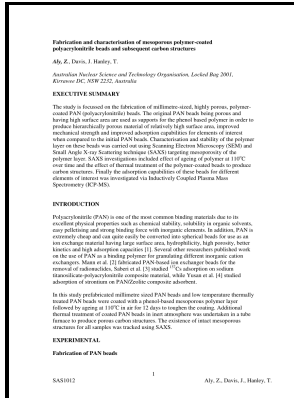 Fabrication and characterisation of mesoporous polymer-coated
polyacrylonitrile beads and subsequent carbon structures
Aly, Z., Davis, J. Hanley, T.
Australian Nuclear Science and Technology Organisation, Locked Bag 2001,
Kirrawee DC, NSW 2232, Australia
EXECUTIVE SUMMARY
The study is focussed on the fabrication of millimetre-sized, highly porous, polymer-
coated PAN (polyacrylonitrile) beads. The original PAN beads being porous and
having high surface area are used as supports for the phenol based polymer in order to
produce hierarchically porous material of relatively high surface area, improved
mechanical strength and improved adsorption capabilities for elements of interest
when compared to the initial PAN beads. Characterisation and stability of the polymer
layer on these beads was carried out using Scanning Electron Microscopy (SEM) and
Small Angle X-ray Scattering technique (SAXS) targeting mesoporosity of the
polymer layer. SAXS investigations included effect of ageing of polymer at 110°C
over time and the effect of thermal treatment of the polymer-coated beads to produce
carbon structures. Finally the adsorption capabilities of these beads for different
elements of interest was investigated via Inductively Coupled Plasma Mass
Spectrometry (ICP-MS).
INTRODUCTION
Polyacrylonitrile (PAN) is one of the most common binding materials due to its
excellent physical properties such as chemical stability, solubility in organic solvents,
easy pelletising and strong binding force with inorganic elements. In addition, PAN is
extremely cheap and can quite easily be converted into spherical beads for use as an
ion exchange material having large surface area, hydrophilicity, high porosity, better
kinetics and high adsorption capacities [1]. Several other researchers published work
on the use of PAN as a binding polymer for granulating different inorganic cation
exchangers. Mann et al. [2] fabricated PAN-based ion exchanger beads for the
removal of radionuclides, Saberi et al. [3] studied ¹³⁷Cs adsorption on sodium
titanosilicate-polyacrylonitrile composite material, while Yusan et al. [4] studied
adsorption of strontium on PAN/Zeolite composite adsorbent.
In this study prefabricated millimetre sized PAN beads and low temperature thermally
treated PAN beads were coated with a phenol-based mesoporous polymer layer
followed by ageing at 110°C in air for 12 days to toughen the coating. Additional
thermal treatment of coated PAN beads in inert atmosphere was undertaken in a tube
furnace to produce porous carbon structures. The existence of intact mesoporous
structures for all samples was tracked using SAXS.
EXPERIMENTAL
Fabrication of PAN beads
1
SAS1012
Aly, Z., Davis, J., Hanley, T.